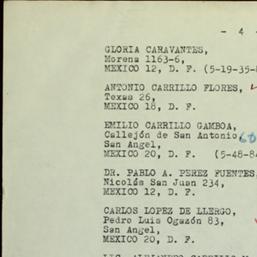 - 4
GLORIA CARAVANTES,
Morena 1163-6,
MEXICO 12, D. F. (5-19-35-
ANTONIO CARRILLO FLORES,
Texas 26,
MEXICO 18, D. F.
EMILIO CARRILLO GAMBOA,
Callejón de San Antonio 60
San Angel,
MEXICO 20, D. F. (5-48-84
DR. PABLO A. PEREZ FUENTES,
Nicolás San Juan 234,
MEXICO 12, D. F.
CARLOS LOPEZ DE LLERGO,
Pedro Luis Ogazón 83,
San Angel,
MEXICO 20, D. F.